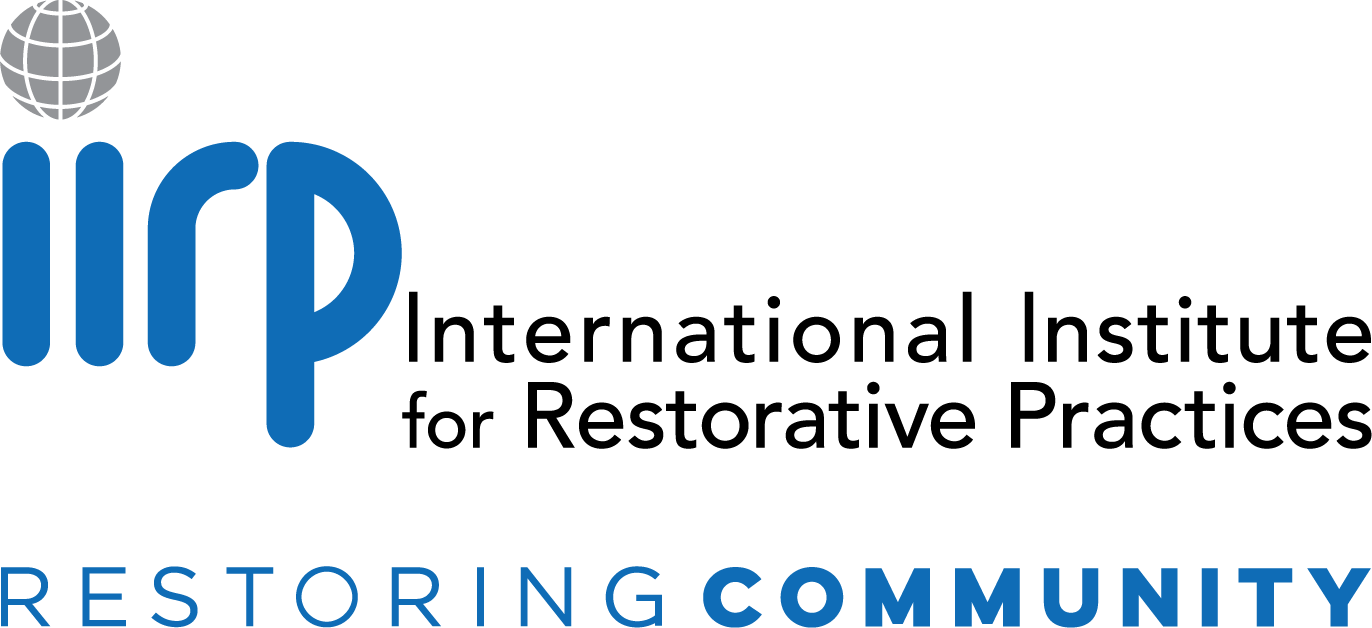 iirp
International Institute
for Restorative Practices
RESTORING COMMUNITY